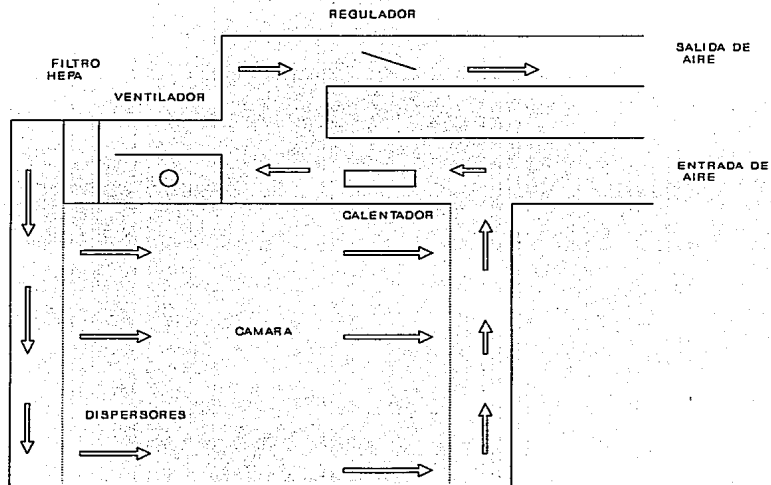 REGULADOR
SALIDA DE
AIRE
FILTRO
HEPA
VENTILADOR
ENTRADA DE
AIRE
CALENTADOR
CAMARA
DISPERSORES